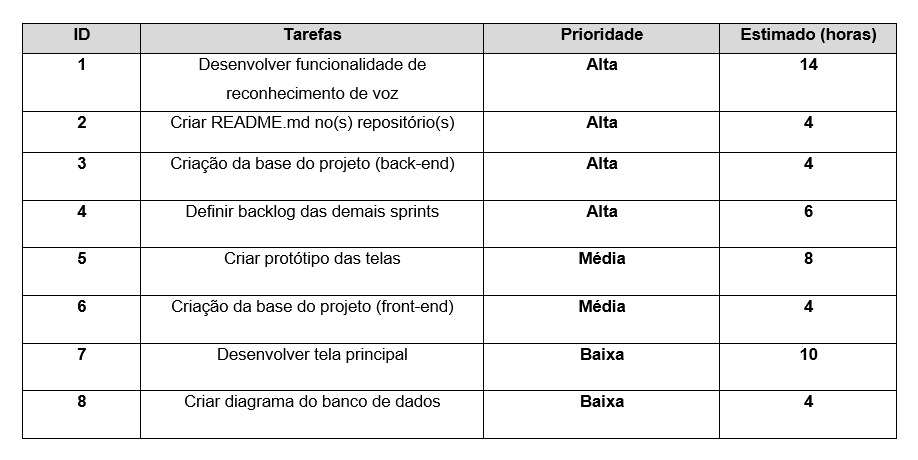 ID Tarefas Prioridade Estimado (horas)
1 Desenvolver funcionalidade de reconhecimento de voz Alta 14
2 Criar README.md no(s) repositório(s) Alta 4
3 Criação da base do projeto (back-end) Alta 4
4 Definir backlog das demais sprints Alta 6
5 Criar protótipo das telas Média 8
6 Criação da base do projeto (front-end) Média 4
7 Desenvolver tela principal Baixa 10
8 Criar diagrama do banco de dados Baixa 4